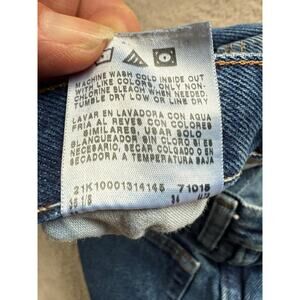 MACHINE WASH COLD INSIDE OUT
WITH LIKE COLORS, ONLY NON-
CHLORINE BLEACH WHEN NEEDED.
TUMBLE DRY LOW OR LINE DRY
LAVAR EN LAVADORA CON AGUA
FRIA AL REVES CON COLORES
SIMILARES. USAR SOLO
BLANQUEADOR SIN CLORO SI ES
NECESARIO, SECAR COLGADO O EN
SECADORA A TEMPERATURA BAJA
21K10001314145 71015
34